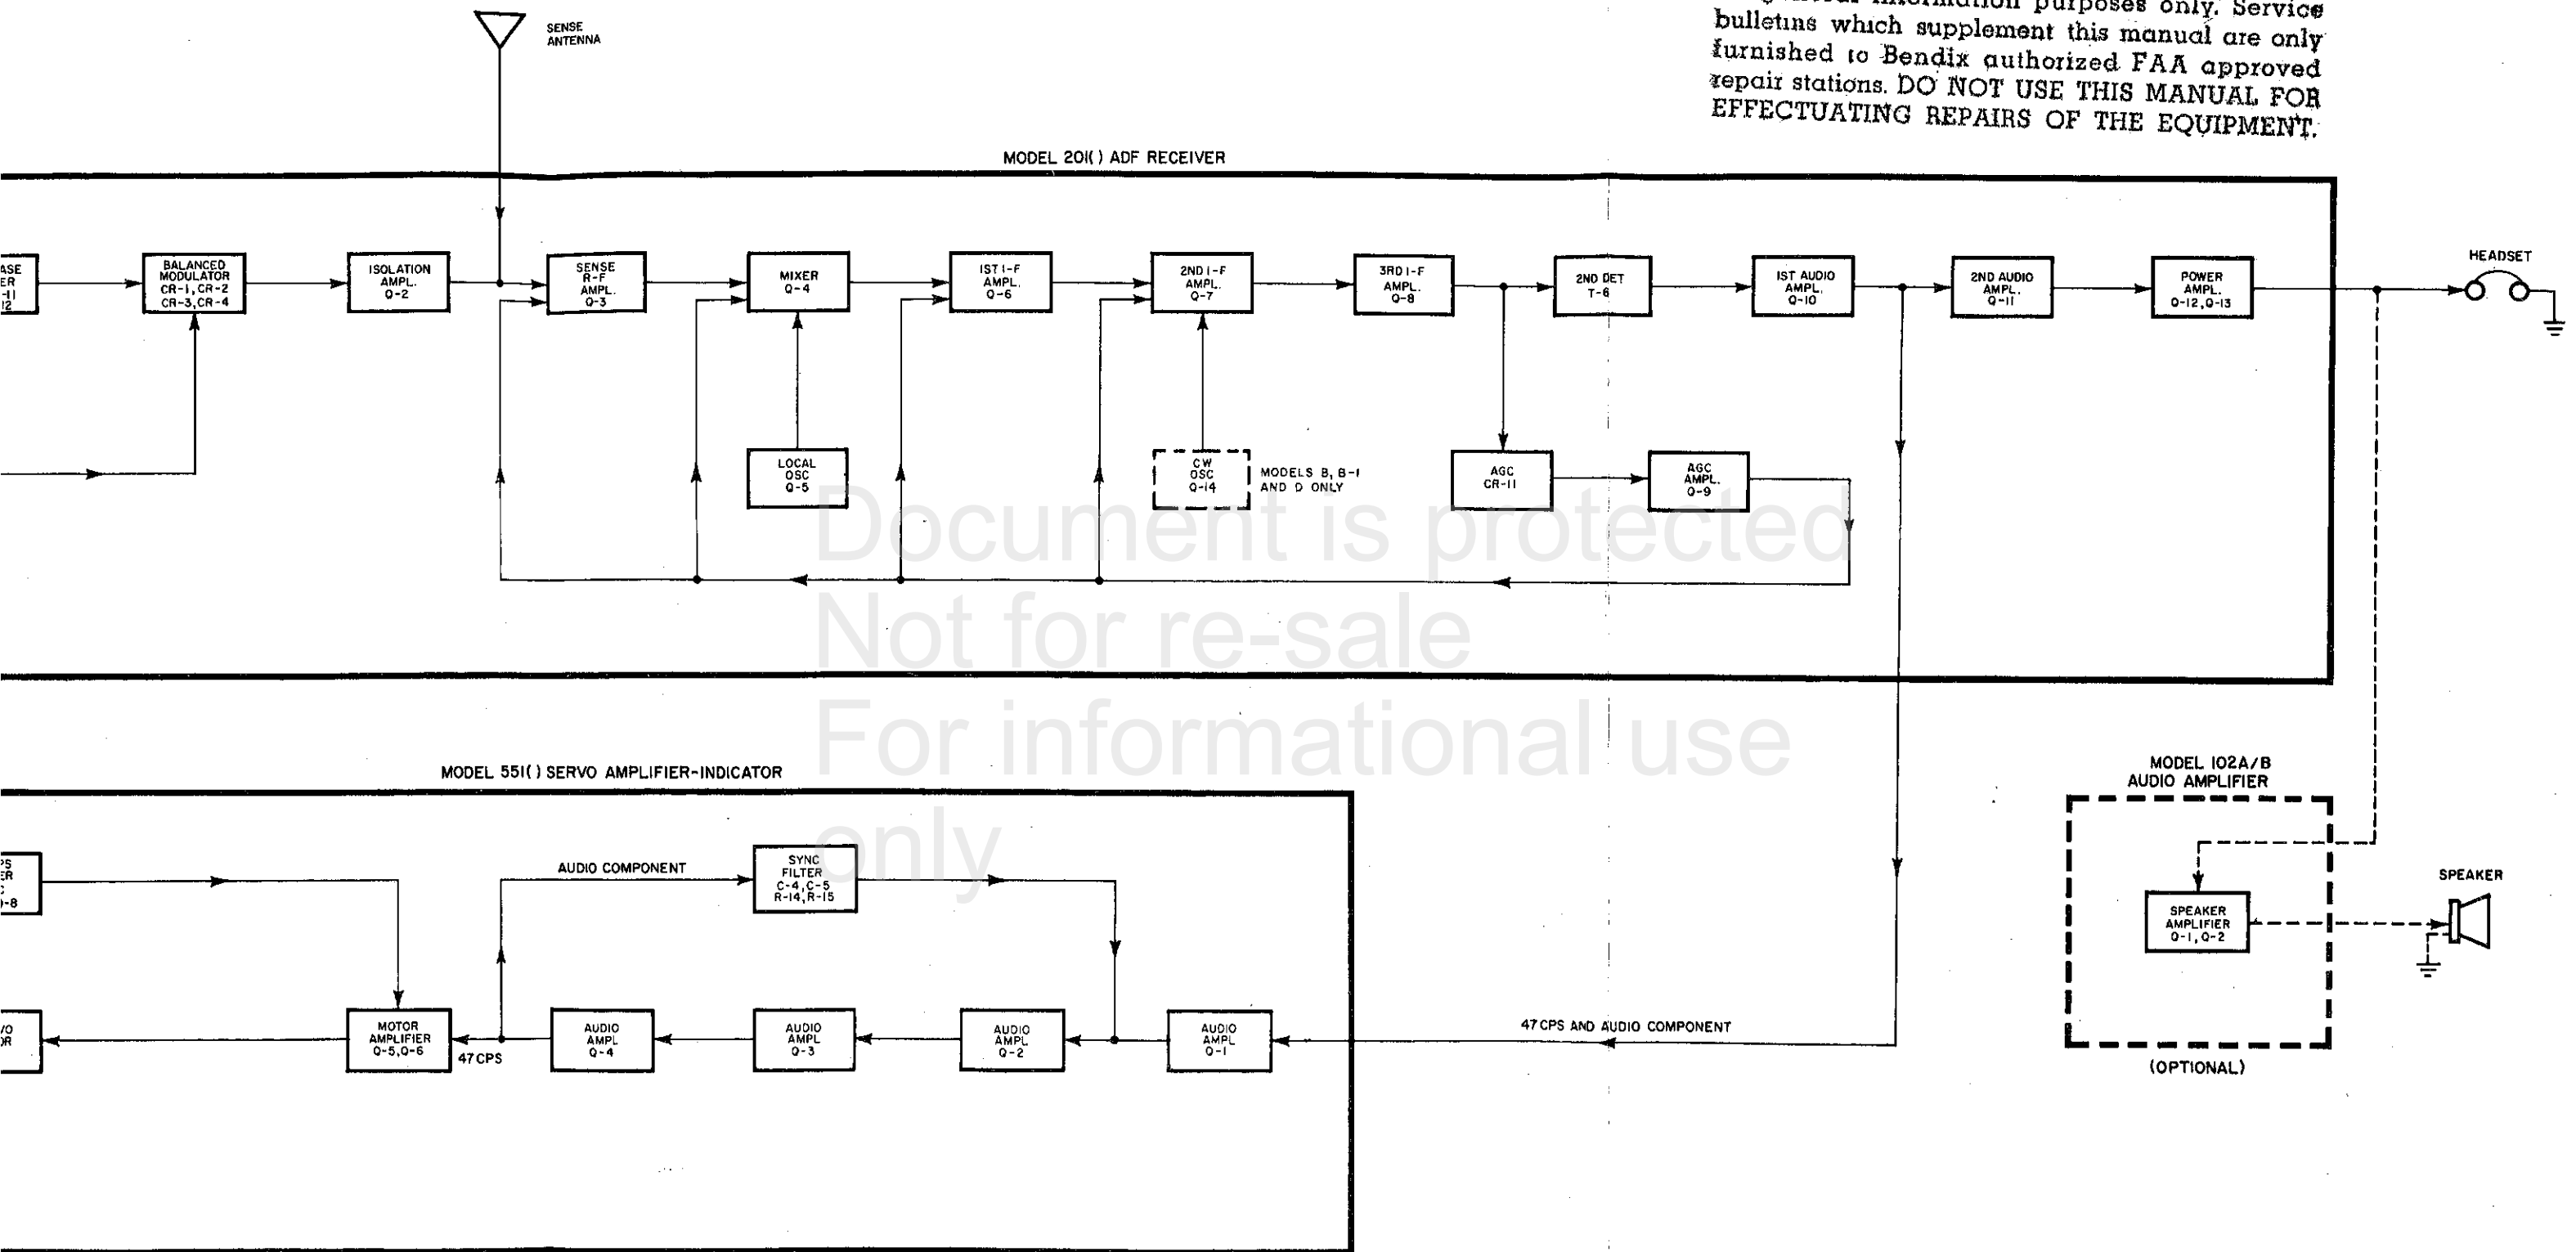 information purposes only. Service
bulletins which supplement this manual are only
furnished to Bendix authorized FAA approved
repair stations. DO NOT USE THIS MANUAL FOR
EFFECTUATING REPAIRS OF THE EQUIPMENT.
SENSE
ANTENNA
MODEL 201( ) ADF RECEIVER
BALANCED
MODULATOR
CR-1, CR-2
CR-3, CR-4
ISOLATION
AMPL.
Q-2
SENSE
R-F
AMPL.
Q-3
MIXER
Q-4
1ST I-F
AMPL.
Q-6
2ND I-F
AMPL.
Q-7
3RD I-F
AMPL.
Q-8
2ND DET
T-6
1ST AUDIO
AMPL.
Q-10
2ND AUDIO
AMPL.
Q-11
POWER
AMPL.
Q-12, Q-13
HEADSET
LOCAL
OSC
Q-5
CW
OSC
Q-14
MODELS B, B-1
AND D ONLY
AGC
CR-11
AGC
AMPL.
Q-9
Document is protected
Not for re-sale
For informational use
only
MODEL 551( ) SERVO AMPLIFIER-INDICATOR
MODEL 102A/B
AUDIO AMPLIFIER
AUDIO COMPONENT
SYNC
FILTER
C-4, C-5
R-14, R-15
SPEAKER
AMPLIFIER
Q-1, Q-2
SPEAKER
MOTOR
AMPLIFIER
Q-5, Q-6
47 CPS
AUDIO
AMPL
Q-4
AUDIO
AMPL
Q-3
AUDIO
AMPL
Q-2
AUDIO
AMPL
Q-1
47 CPS AND AUDIO COMPONENT
(OPTIONAL)